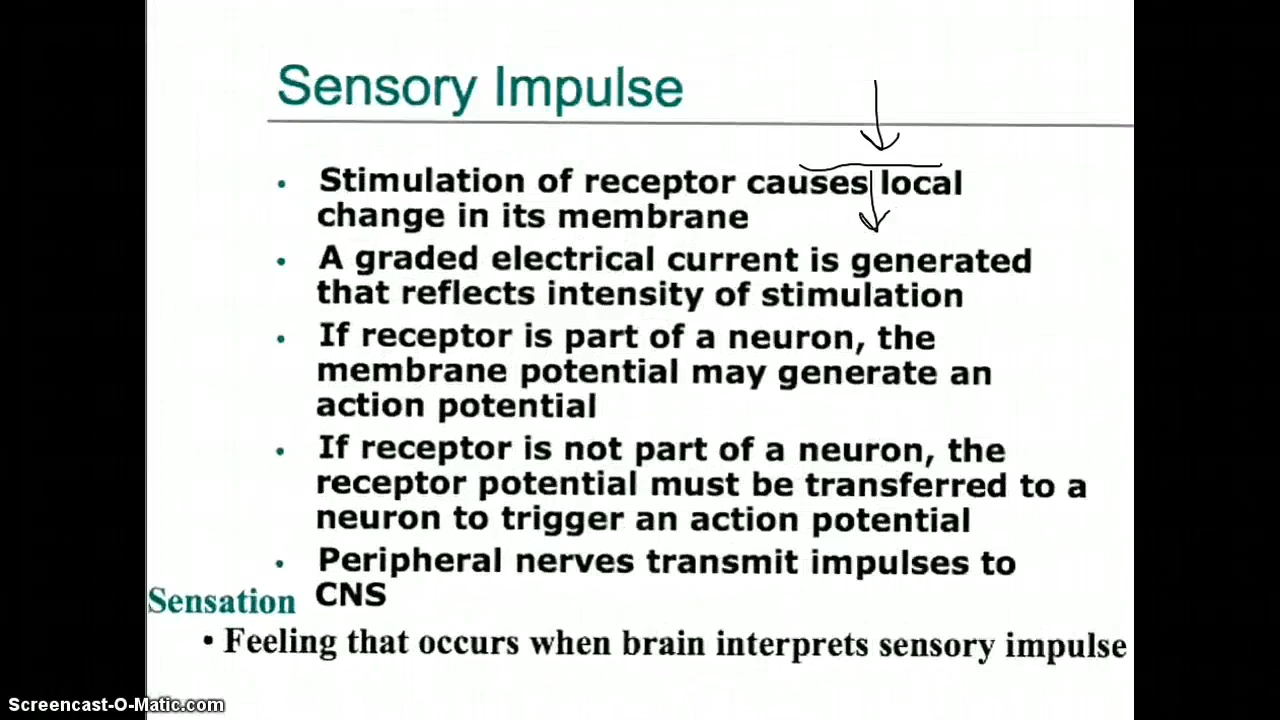 Sensory Impulse
• Stimulation of receptor causes local
change in its membrane
• A graded electrical current is generated
that reflects intensity of stimulation
• If receptor is part of a neuron, the
membrane potential may generate an
action potential
• If receptor is not part of a neuron, the
receptor potential must be transferred to a
neuron to trigger an action potential
• Peripheral nerves transmit impulses to
CNS
Sensation
• Feeling that occurs when brain interprets sensory impulse
Screencast-O-Matic.com